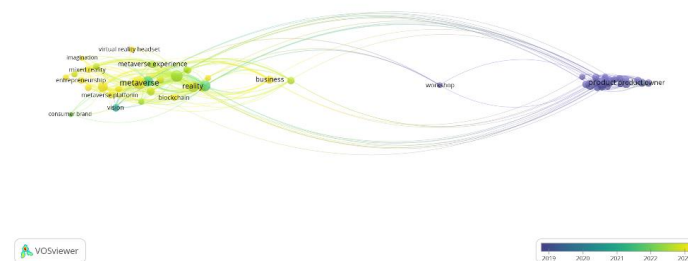 virtual reality headset
imagination
metaverse experience
mixed reality
entrepreneurship
metaverse
reality
business
workshop
product product owner
metaverse platform
blockchain
vision
consumer brand
VOSviewer
2019 2020 2021 2022